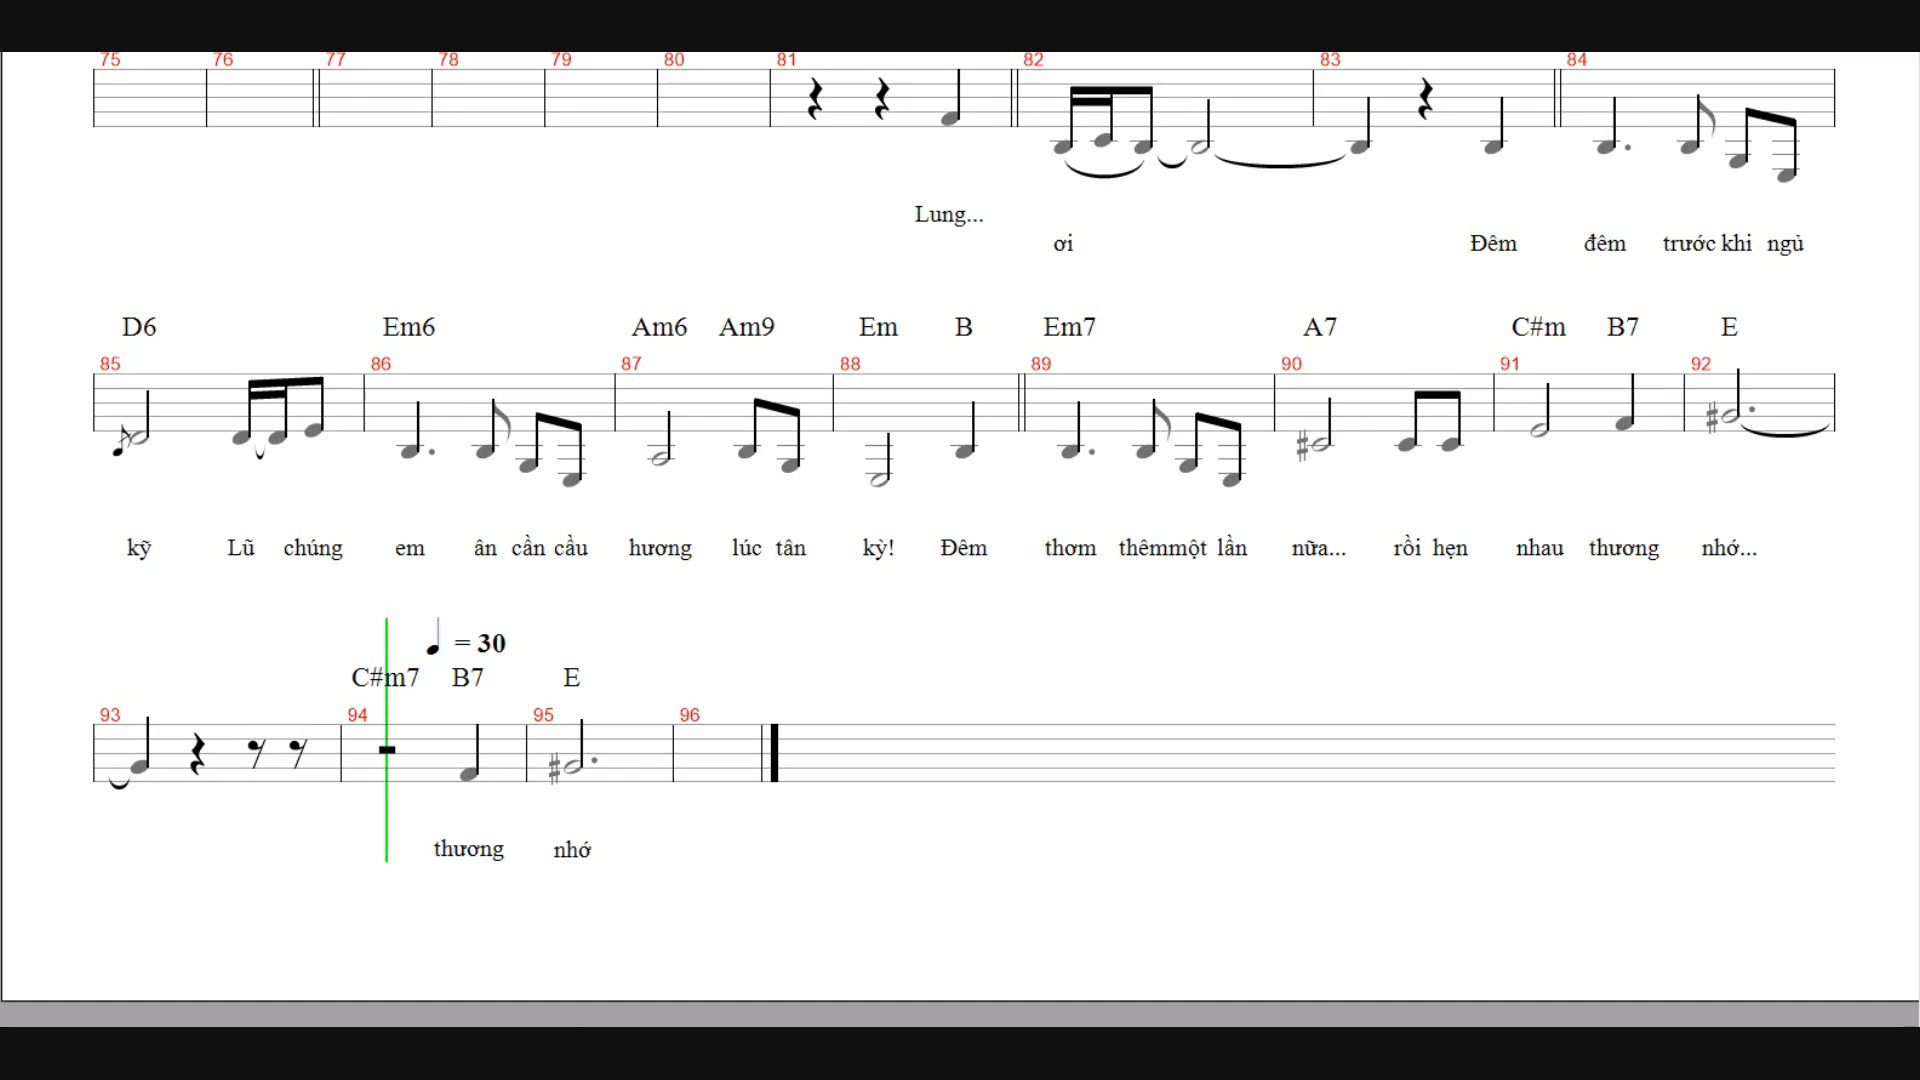 75 76 77 78 79 80 81 82 83 84
Lung...
ơi Đêm đêm trước khi ngủ
D6 Em6 Am6 Am9 Em B Em7 A7 C#m B7 E
85 86 87 88 89 90 91 92
kỹ Lũ chúng em ân cần cầu hương lúc tân kỳ! Đêm thơm thêmmột lần nữa... rồi hẹn nhau thương nhớ...
= 30
C#m7 B7 E
93 94 95 96
thương nhớ